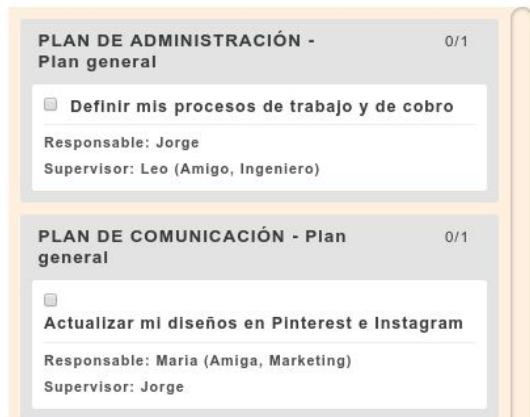 PLAN DE ADMINISTRACIÓN - 0/1
Plan general
Definir mis procesos de trabajo y de cobro
Responsable: Jorge
Supervisor: Leo (Amigo, Ingeniero)
PLAN DE COMUNICACIÓN - Plan 0/1
general
Actualizar mi diseños en Pinterest e Instagram
Responsable: Maria (Amiga, Marketing)
Supervisor: Jorge